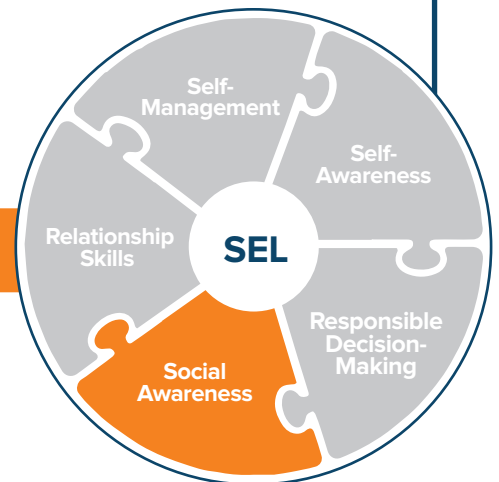 Self-
Management
Self-
Awareness
Relationship
Skills
SEL
Responsible
Decision-
Making
Social
Awareness